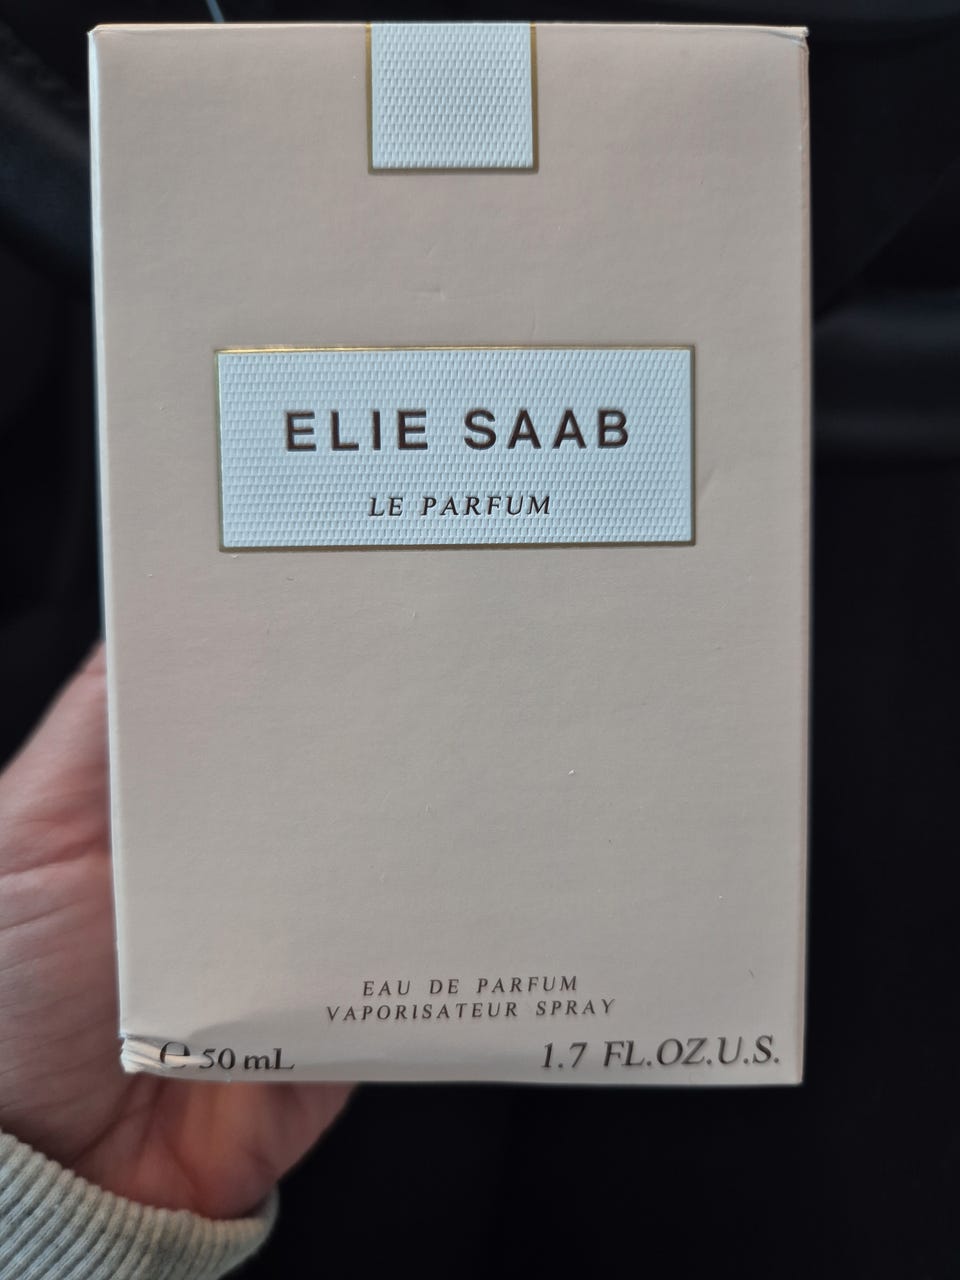 ELIE SAAB
LE PARFUM
EAU DE PARFUM
VAPORISATEUR SPRAY
℮ 50 mL 1.7 FL.OZ.U.S.